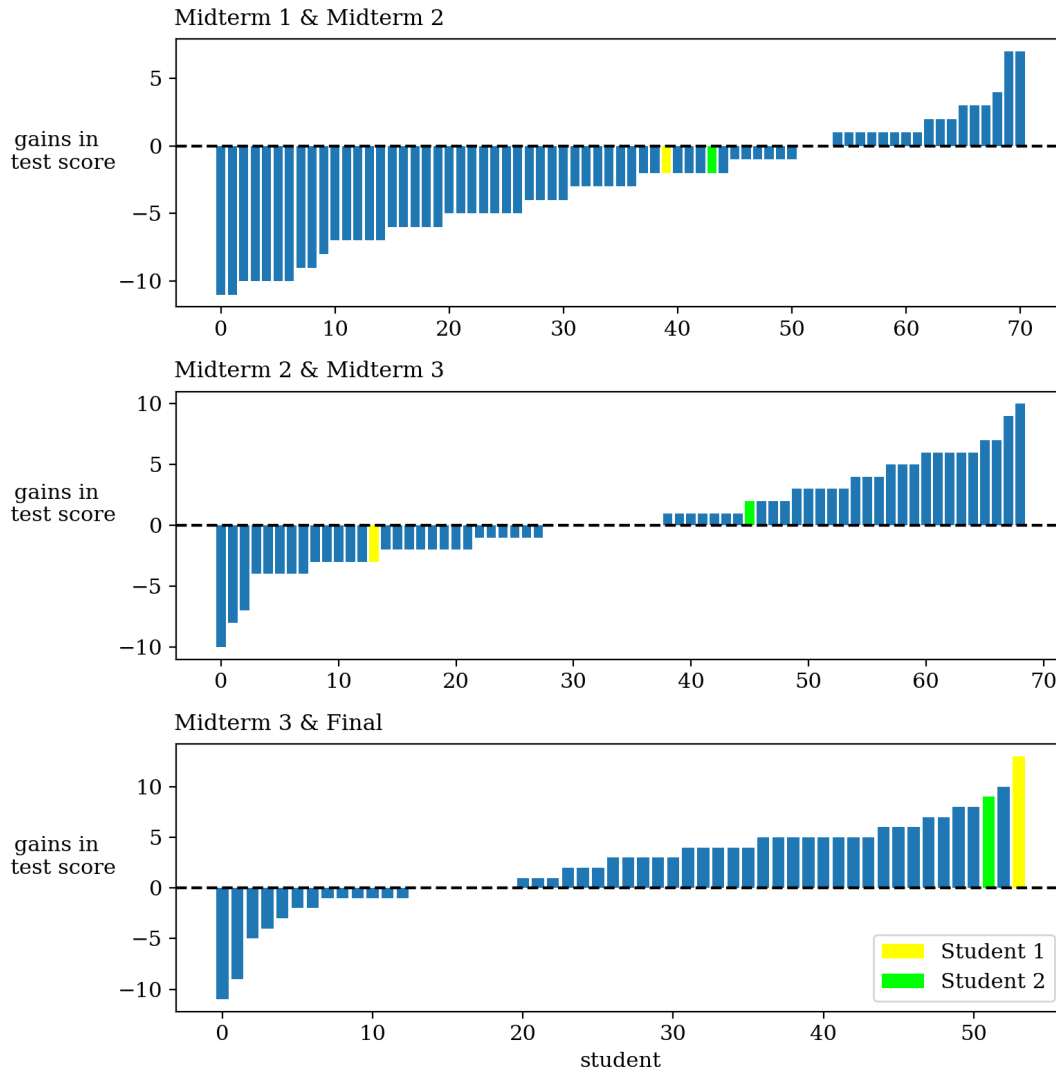 Midterm 1 & Midterm 2
5
0
−5
−10
gains in
test score
0 10 20 30 40 50 60 70
Midterm 2 & Midterm 3
10
5
0
−5
−10
gains in
test score
0 10 20 30 40 50 60 70
Midterm 3 & Final
10
5
0
−5
−10
gains in
test score
Student 1
Student 2
0 10 20 30 40 50
student